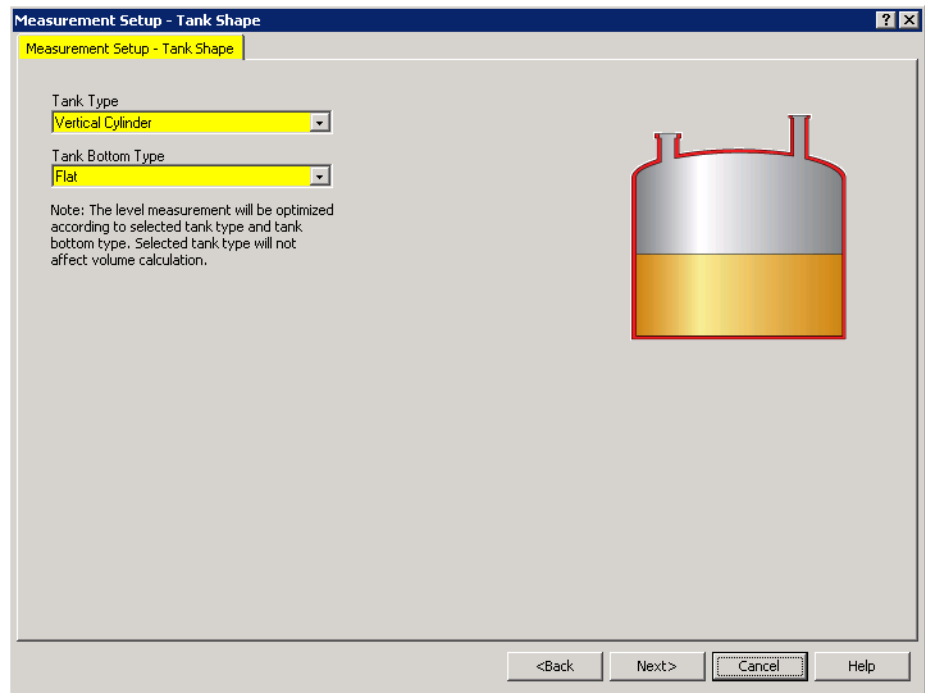 Measurement Setup - Tank Shape
Measurement Setup - Tank Shape
Tank Type
Vertical Cylinder
Tank Bottom Type
Flat
Note: The level measurement will be optimized
according to selected tank type and tank
bottom type. Selected tank type will not
affect volume calculation.
<Back Next> Cancel Help